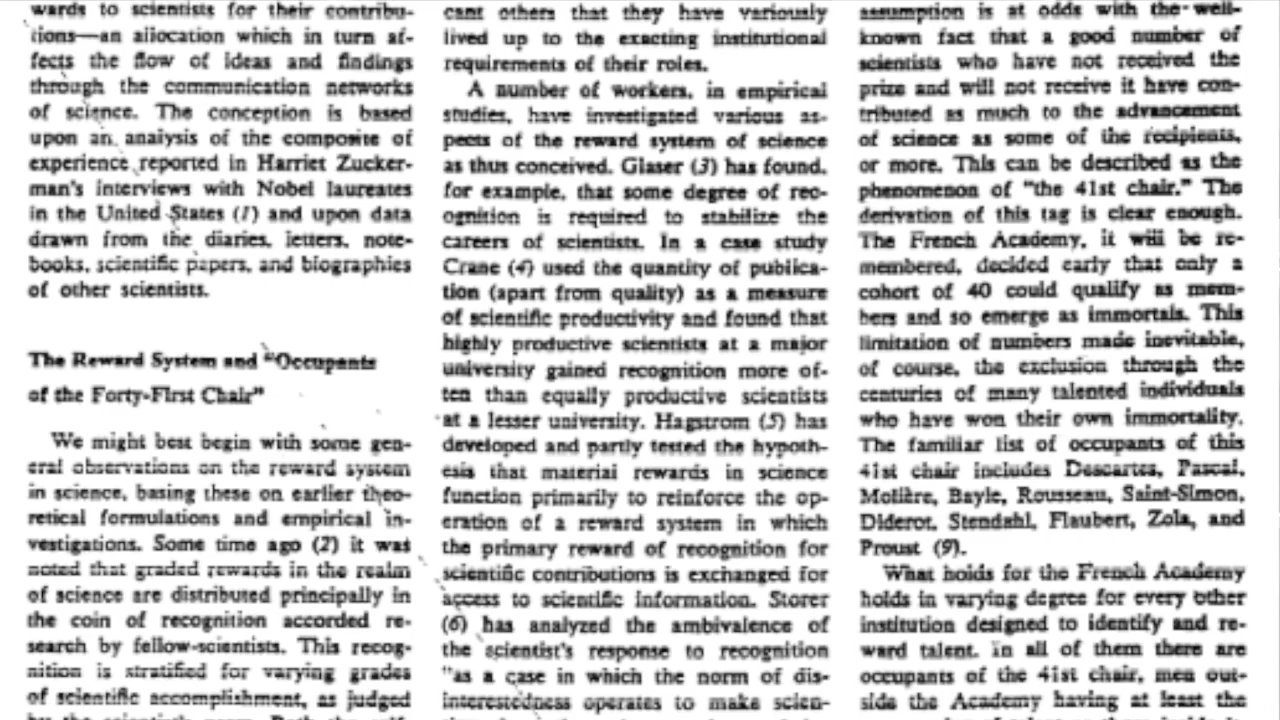 wards to scientists for their contribu-
tions—an allocation which in turn af-
fects the flow of ideas and findings
through the communication networks
of science. The conception is based
upon an analysis of the composite of
experience reported in Harriet Zucker-
man's interviews with Nobel laureates
in the United States (1) and upon data
drawn from the diaries, letters, note-
books, scientific papers, and biographies
of other scientists.
The Reward System and "Occupants
of the Forty-First Chair"
We might best begin with some gen-
eral observations on the reward system
in science, basing these on earlier theo-
retical formulations and empirical in-
vestigations. Some time ago (2) it was
noted that graded rewards in the realm
of science are distributed principally in
the coin of recognition accorded re-
search by fellow-scientists. This recog-
nition is stratified for varying grades
of scientific accomplishment, as judged
cant others that they have variously
lived up to the exacting institutional
requirements of their roles.
A number of workers, in empirical
studies, have investigated various as-
pects of the reward system of science
as thus conceived. Glaser (3) has found,
for example, that some degree of rec-
ognition is required to stabilize the
careers of scientists. In a case study
Crane (4) used the quantity of publica-
tion (apart from quality) as a measure
of scientific productivity and found that
highly productive scientists at a major
university gained recognition more of-
ten than equally productive scientists
at a lesser university. Hagstrom (5) has
developed and partly tested the hypoth-
esis that material rewards in science
function primarily to reinforce the op-
eration of a reward system in which
the primary reward of recognition for
scientific contributions is exchanged for
access to scientific information. Storer
(6) has analyzed the ambivalence of
the scientist's response to recognition
"as a case in which the norm of dis-
interestedness operates to make scien-
assumption is at odds with the well-
known fact that a good number of
scientists who have not received the
prize and will not receive it have con-
tributed as much to the advancement
of science as some of the recipients,
or more. This can be described as the
phenomenon of "the 41st chair." The
derivation of this tag is clear enough.
The French Academy, it will be re-
membered, decided early that only a
cohort of 40 could qualify as mem-
bers and so emerge as immortals. This
limitation of numbers made inevitable,
of course, the exclusion through the
centuries of many talented individuals
who have won their own immortality.
The familiar list of occupants of this
41st chair includes Descartes, Pascal,
Molière, Bayle, Rousseau, Saint-Simon,
Diderot, Stendahl, Flaubert, Zola, and
Proust (9).
What holds for the French Academy
holds in varying degree for every other
institution designed to identify and re-
ward talent. In all of them there are
occupants of the 41st chair, men out-
side the Academy having at least the